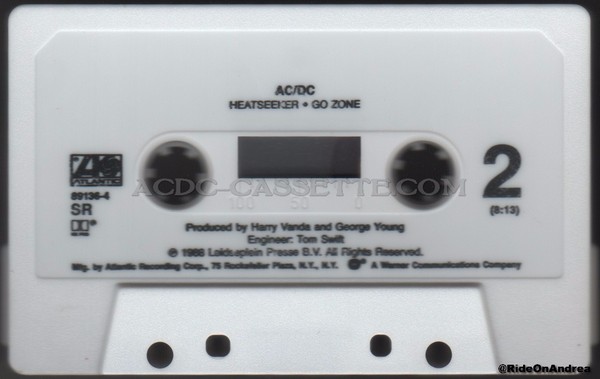 AC/DC
HEATSEEKER • GO ZONE
ATLANTIC
89136-4
SR
2
(8:13)
ACDC-CASSETTE.COM
100 50 0
Produced by Harry Vanda and George Young
Engineer: Tom Swift
℗ 1988 Leidseplein Presse B.V. All Rights Reserved.
Mfg. by Atlantic Recording Corp., 75 Rockefeller Plaza, N.Y., N.Y. A Warner Communications Company
@RideOnAndrea